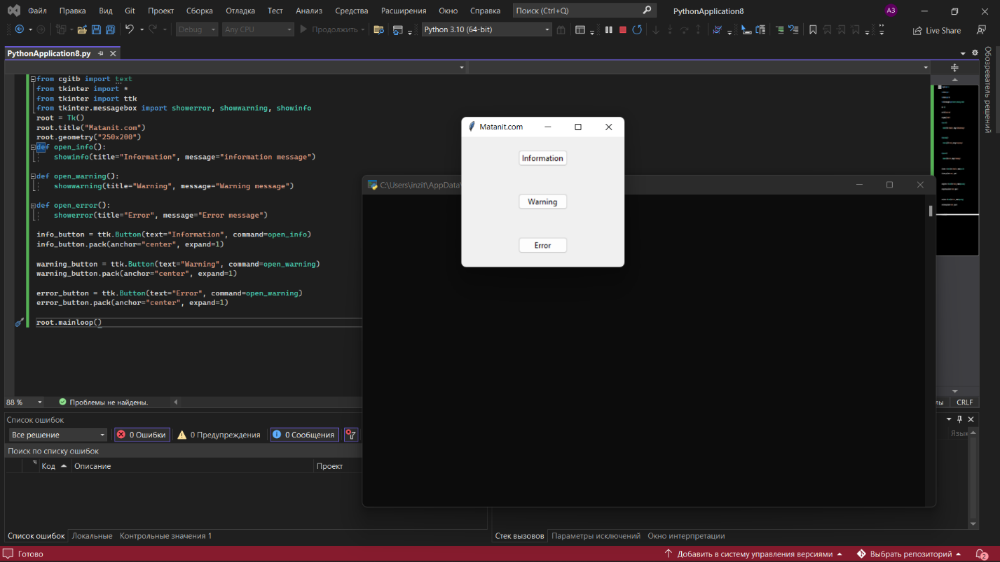 Файл Правка Вид Git Проект Сборка Отладка Тест Анализ Средства Расширения Окно Справка Поиск (Ctrl+Q) PythonApplication8 АЗ
Debug Any CPU Продолжить Python 3.10 (64-bit) Live Share
PythonApplication8.py
from cgitb import text
from tkinter import *
from tkinter import ttk
from tkinter.messagebox import showerror, showwarning, showinfo
root = Tk()
root.title("Matanit.com")
root.geometry("250x200")
def open_info():
showinfo(title="Information", message="information message")
def open_warning():
showwarning(title="Warning", message="Warning message")
def open_error():
showerror(title="Error", message="Error message")
info_button = ttk.Button(text="Information", command=open_info)
info_button.pack(anchor="center", expand=1)
warning_button = ttk.Button(text="Warning", command=open_warning)
warning_button.pack(anchor="center", expand=1)
error_button = ttk.Button(text="Error", command=open_warning)
error_button.pack(anchor="center", expand=1)
root.mainloop()
Matanit.com
Information
Warning
Error
C:\Users\inzit\AppData\
Обозреватель решений
88 % Проблемы не найдены.
CRLF
Список ошибок
Все решение 0 Ошибки 0 Предупреждения 0 Сообщения
Поиск по списку ошибок
Код Описание Проект
Язык
Список ошибок Локальные Контрольные значения 1
Стек вызовов Параметры исключений Окно интерпретации
Готово Добавить в систему управления версиями Выбрать репозиторий 2